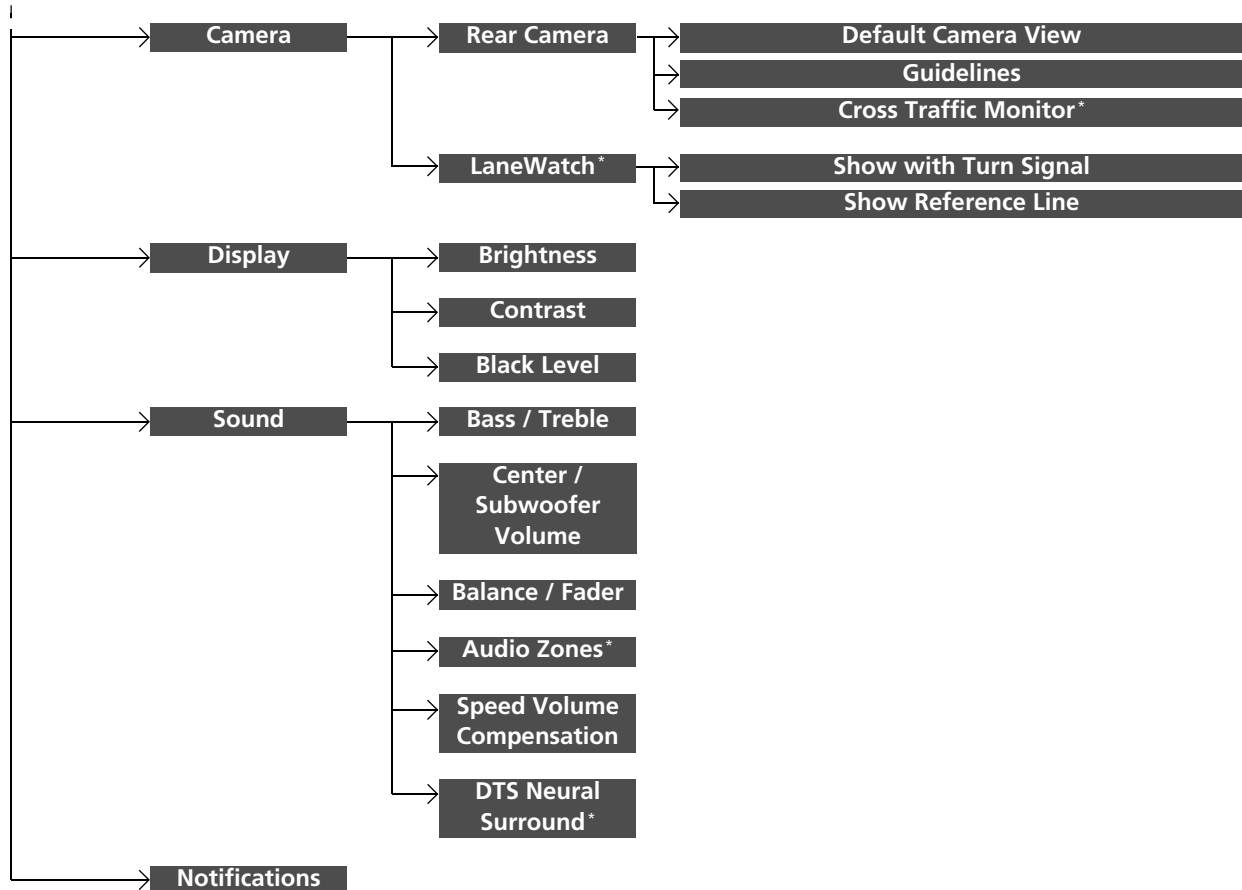 Camera
Rear Camera
Default Camera View
Guidelines
Cross Traffic Monitor*
LaneWatch*
Show with Turn Signal
Show Reference Line
Display
Brightness
Contrast
Black Level
Sound
Bass / Treble
Center /
Subwoofer
Volume
Balance / Fader
Audio Zones*
Speed Volume
Compensation
DTS Neural
Surround*
Notifications